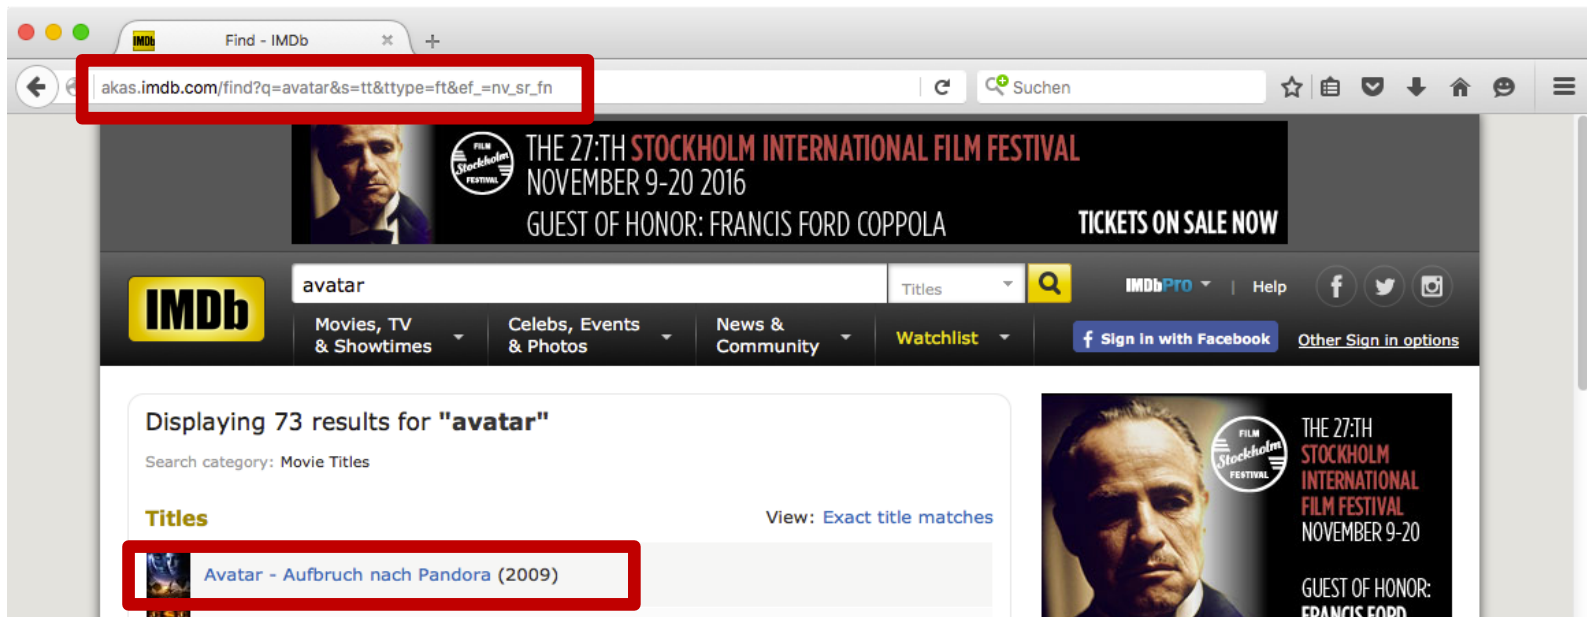 IMDb Find - IMDb
akas.imdb.com/find?q=avatar&s=tt&ttype=ft&ef_=nv_sr_fn
Suchen
FILM
Stockholm
FESTIVAL
THE 27:TH STOCKHOLM INTERNATIONAL FILM FESTIVAL
NOVEMBER 9-20 2016
GUEST OF HONOR: FRANCIS FORD COPPOLA TICKETS ON SALE NOW
IMDb
avatar Titles
IMDbPro | Help
Movies, TV
& Showtimes
Celebs, Events
& Photos
News &
Community
Watchlist
f Sign in with Facebook Other Sign in options
Displaying 73 results for "avatar"
Search category: Movie Titles
Titles View: Exact title matches
Avatar - Aufbruch nach Pandora (2009)
FILM
Stockholm
FESTIVAL
THE 27:TH
STOCKHOLM
INTERNATIONAL
FILM FESTIVAL
NOVEMBER 9-20
GUEST OF HONOR:
FRANCIS FORD